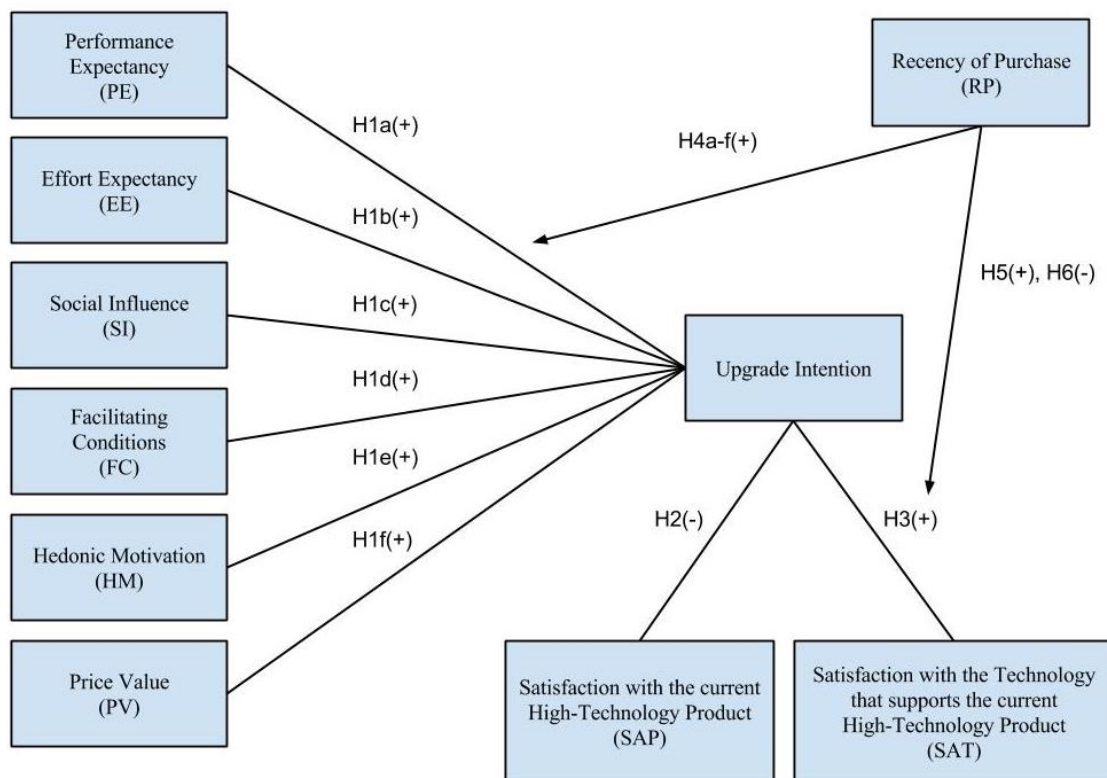 Performance
Expectancy
(PE)
Effort Expectancy
(EE)
Social Influence
(SI)
Facilitating
Conditions
(FC)
Hedonic Motivation
(HM)
Price Value
(PV)
H1a(+)
H1b(+)
H1c(+)
H1d(+)
H1e(+)
H1f(+)
Recency of Purchase
(RP)
H4a-f(+)
H5(+), H6(-)
Upgrade Intention
H2(-)
H3(+)
Satisfaction with the current
High-Technology Product
(SAP)
Satisfaction with the Technology
that supports the current
High-Technology Product
(SAT)